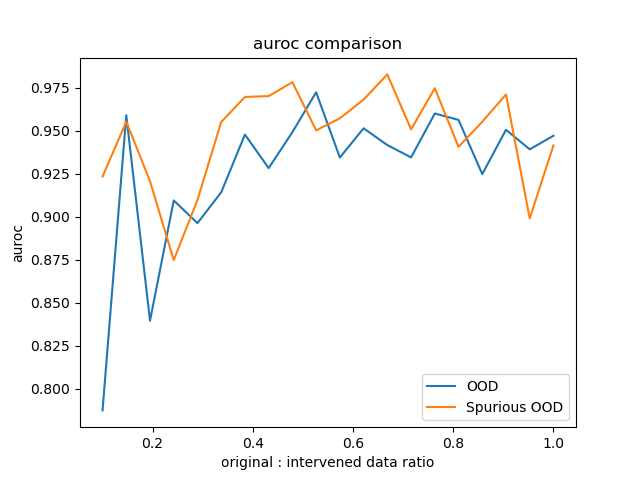 auroc comparison
0.975
0.950
0.925
0.900
0.875
0.850
0.825
0.800
auroc
OOD
Spurious OOD
0.2 0.4 0.6 0.8 1.0
original : intervened data ratio